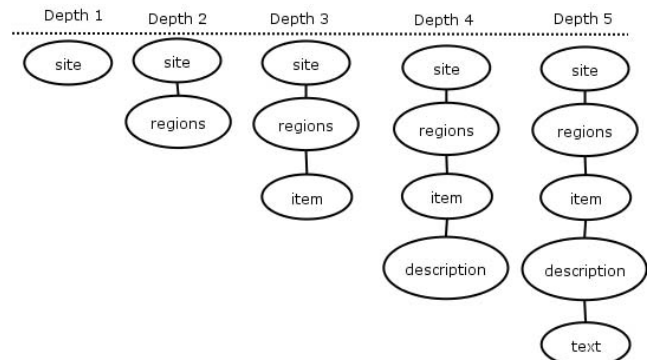 Depth 1 Depth 2 Depth 3 Depth 4 Depth 5
site site site site site
regions regions regions regions
item item item
description description
text